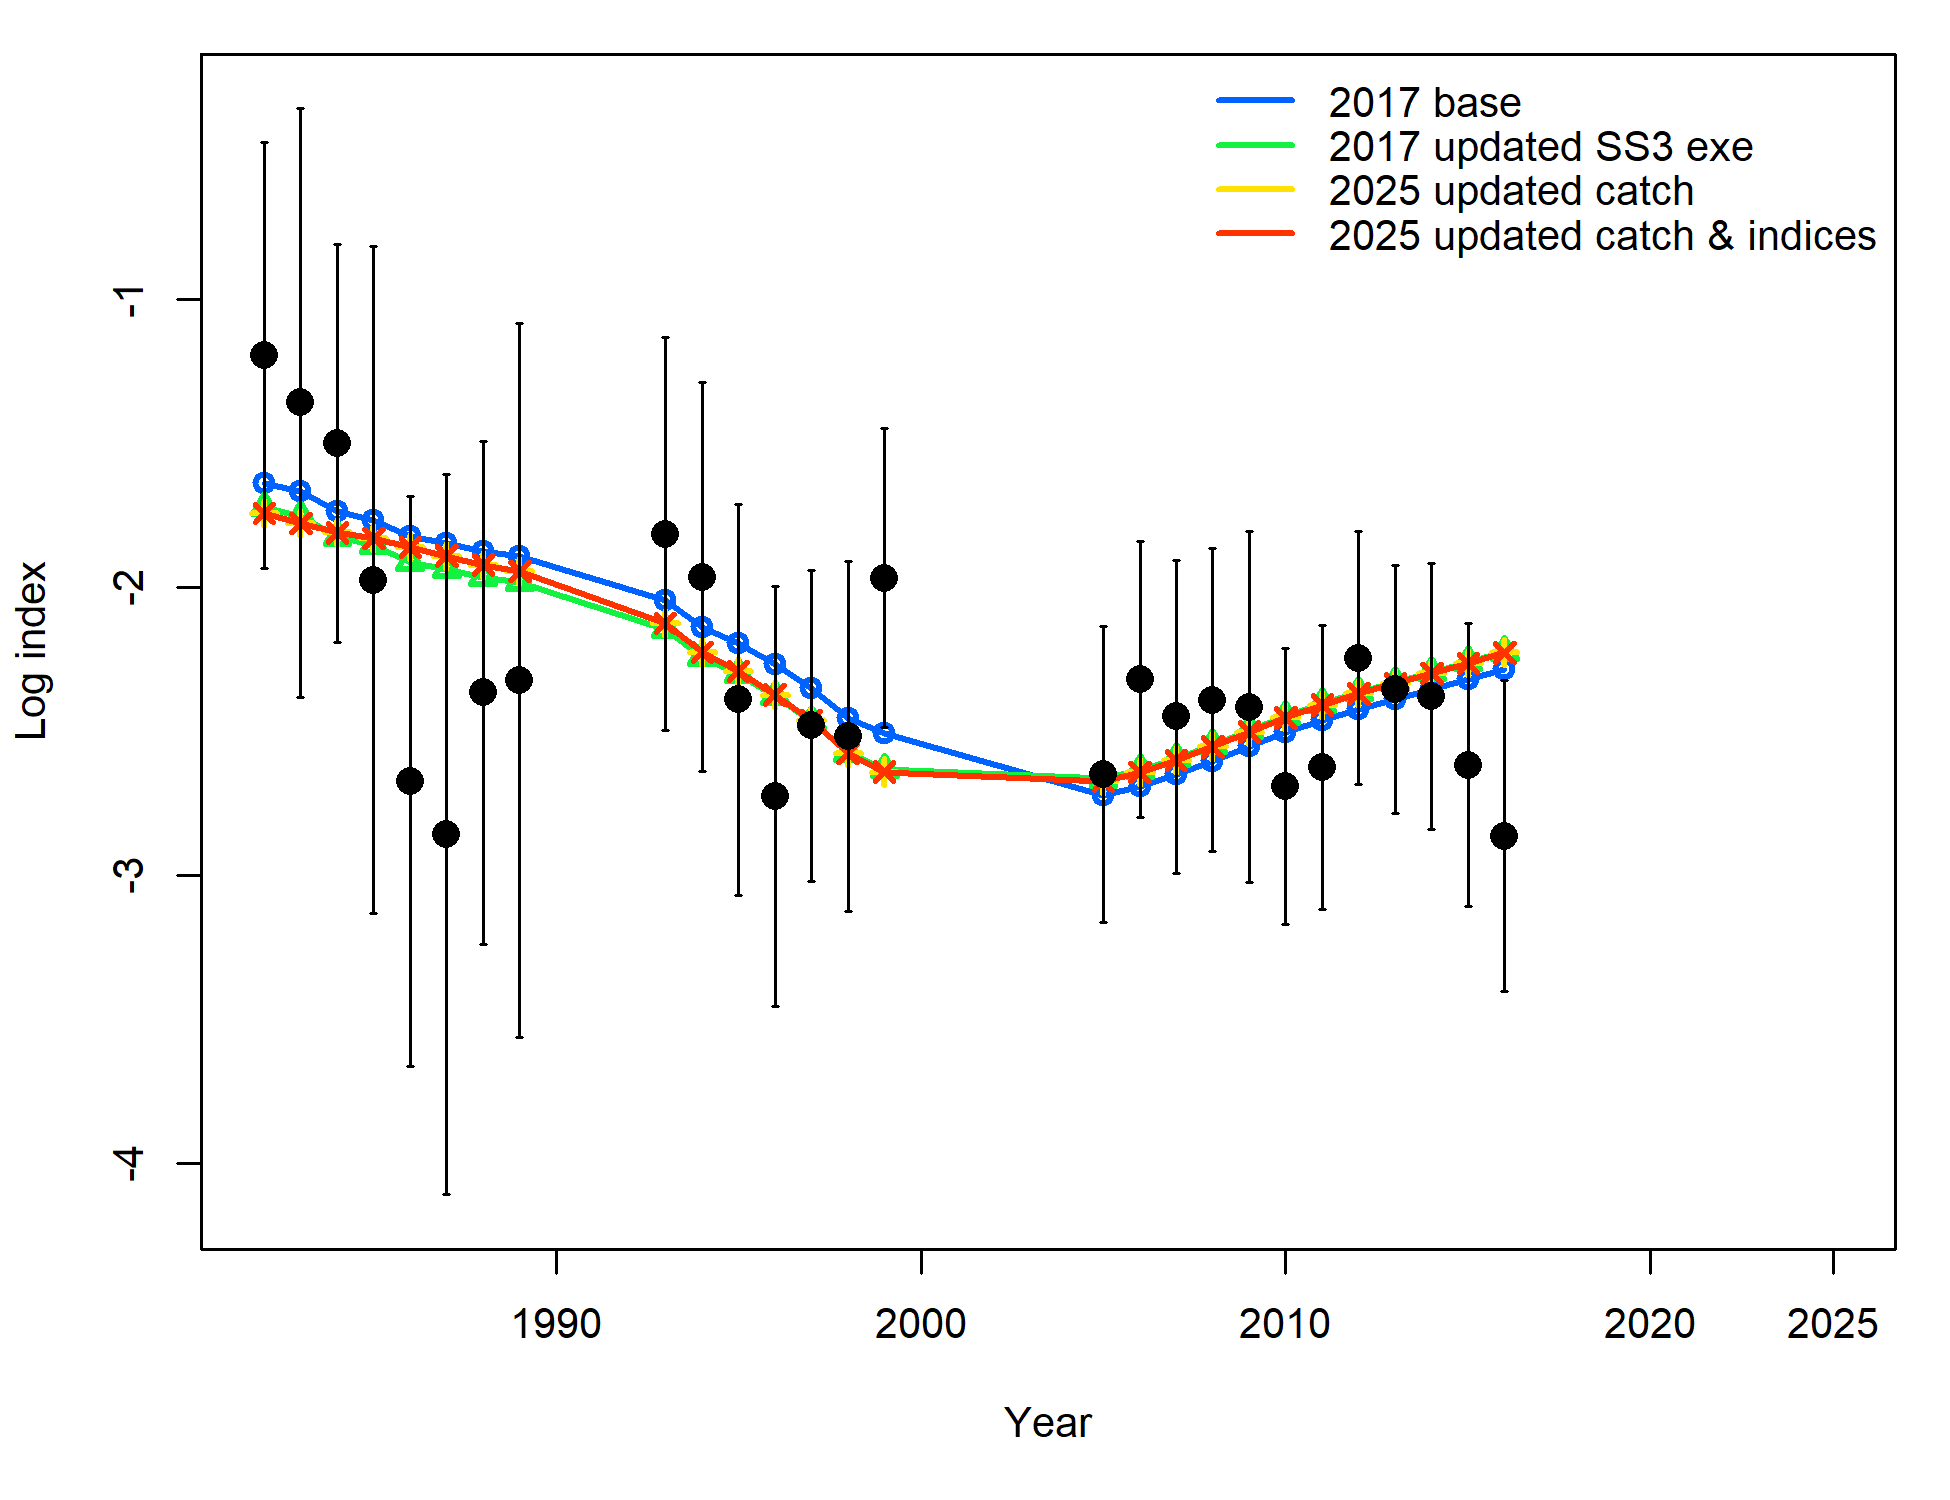 2017 base
2017 updated SS3 exe
2025 updated catch
2025 updated catch & indices
-1
-2
-3
-4
Log index
1990
2000
2010
2020
2025
Year